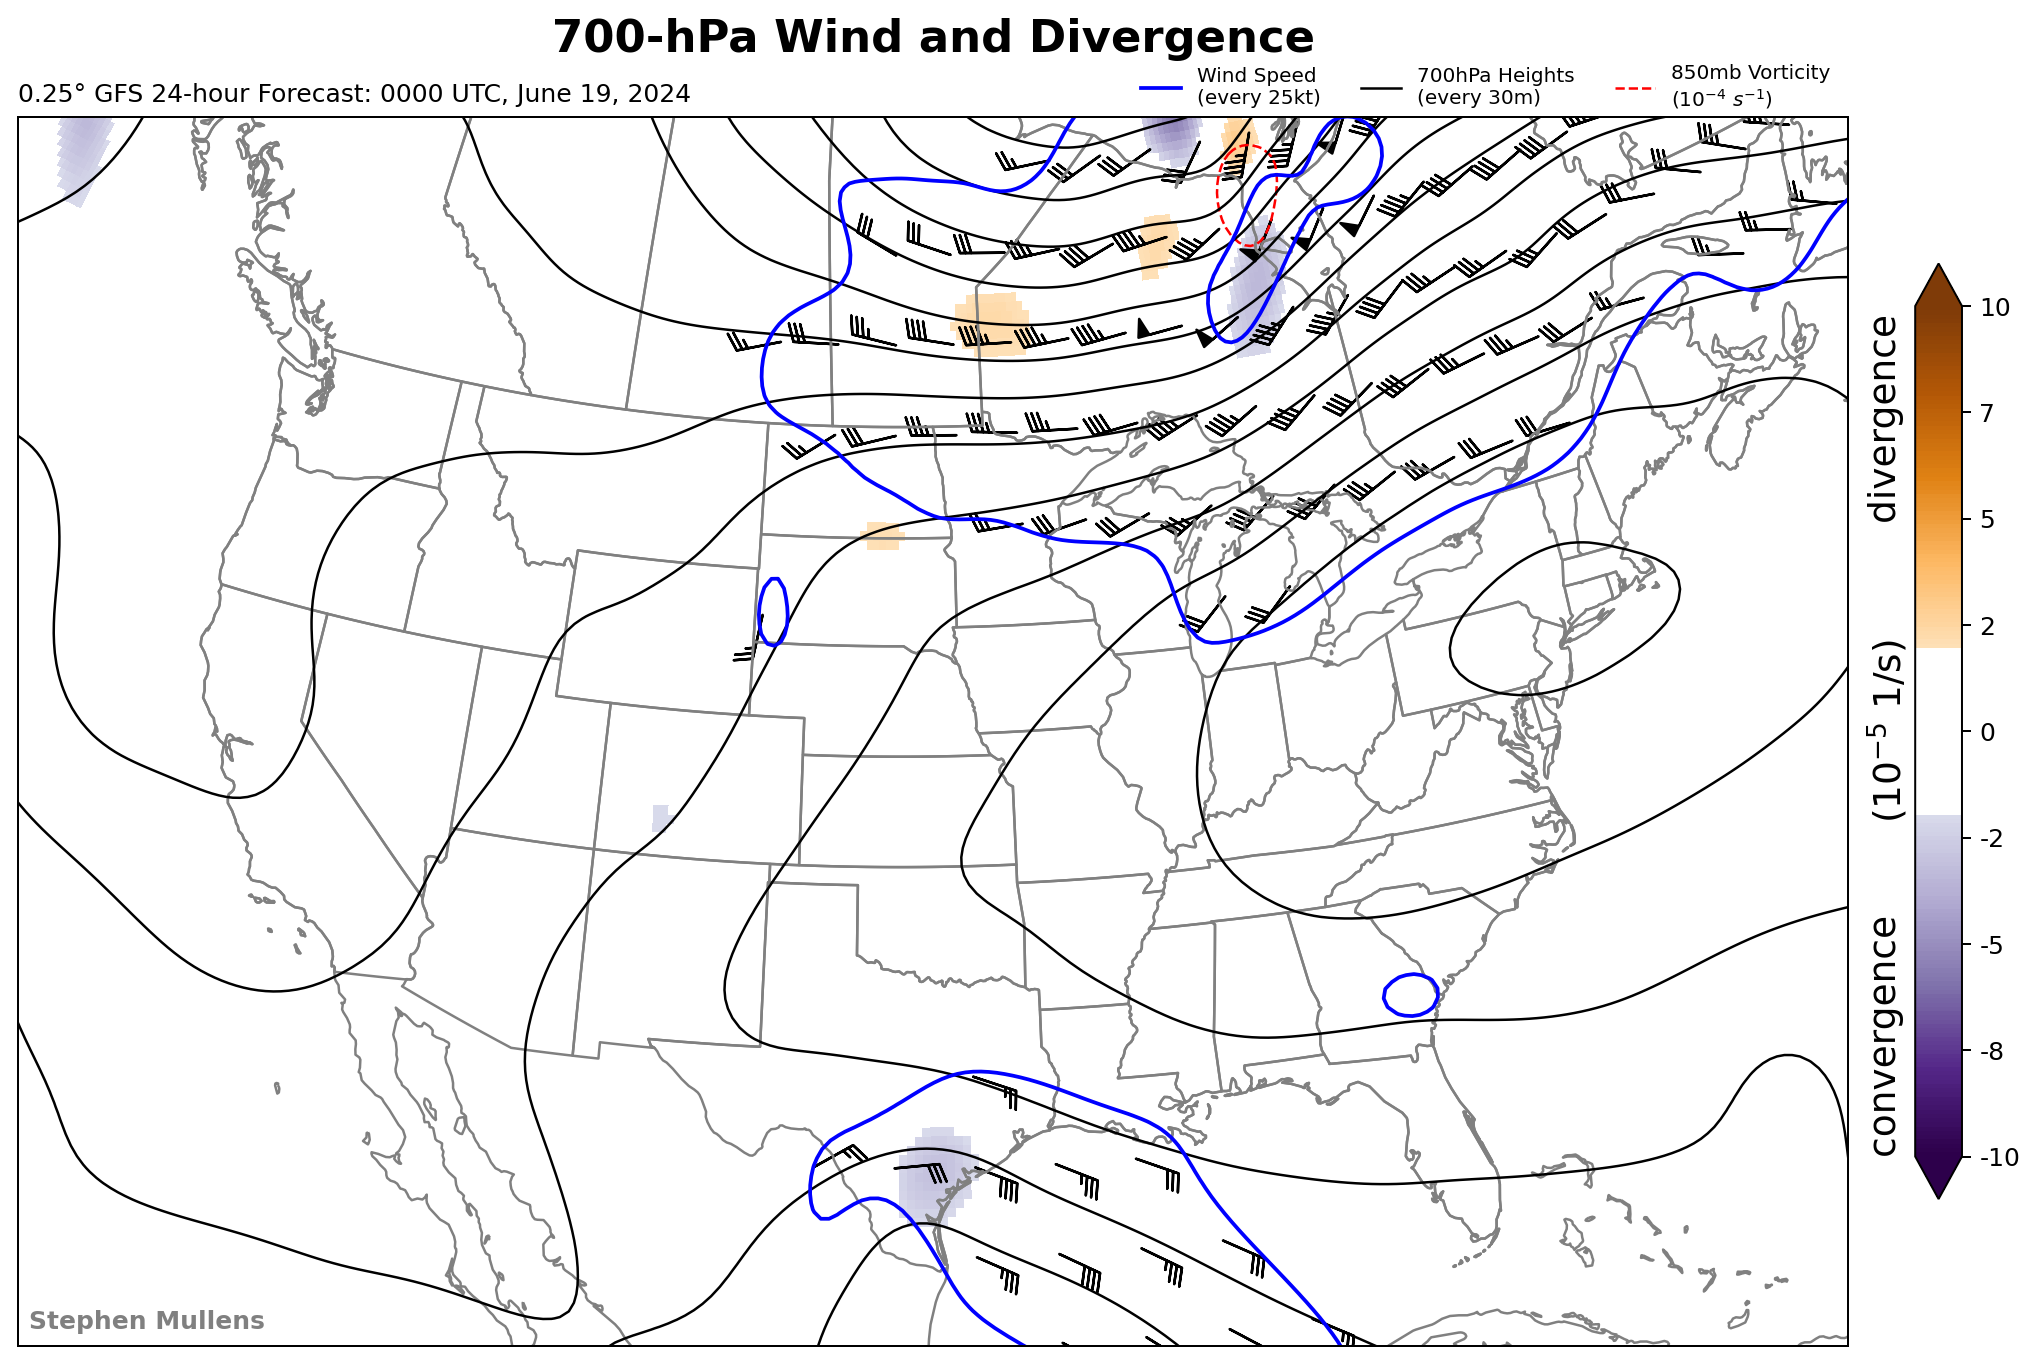 700-hPa Wind and Divergence
0.25° GFS 24-hour Forecast: 0000 UTC, June 19, 2024
Wind Speed
(every 25kt)
700hPa Heights
(every 30m)
850mb Vorticity
(10⁻⁴ s⁻¹)
10
7
5
2
0
-2
-5
-8
-10
convergence (10⁻⁵ 1/s) divergence
Stephen Mullens